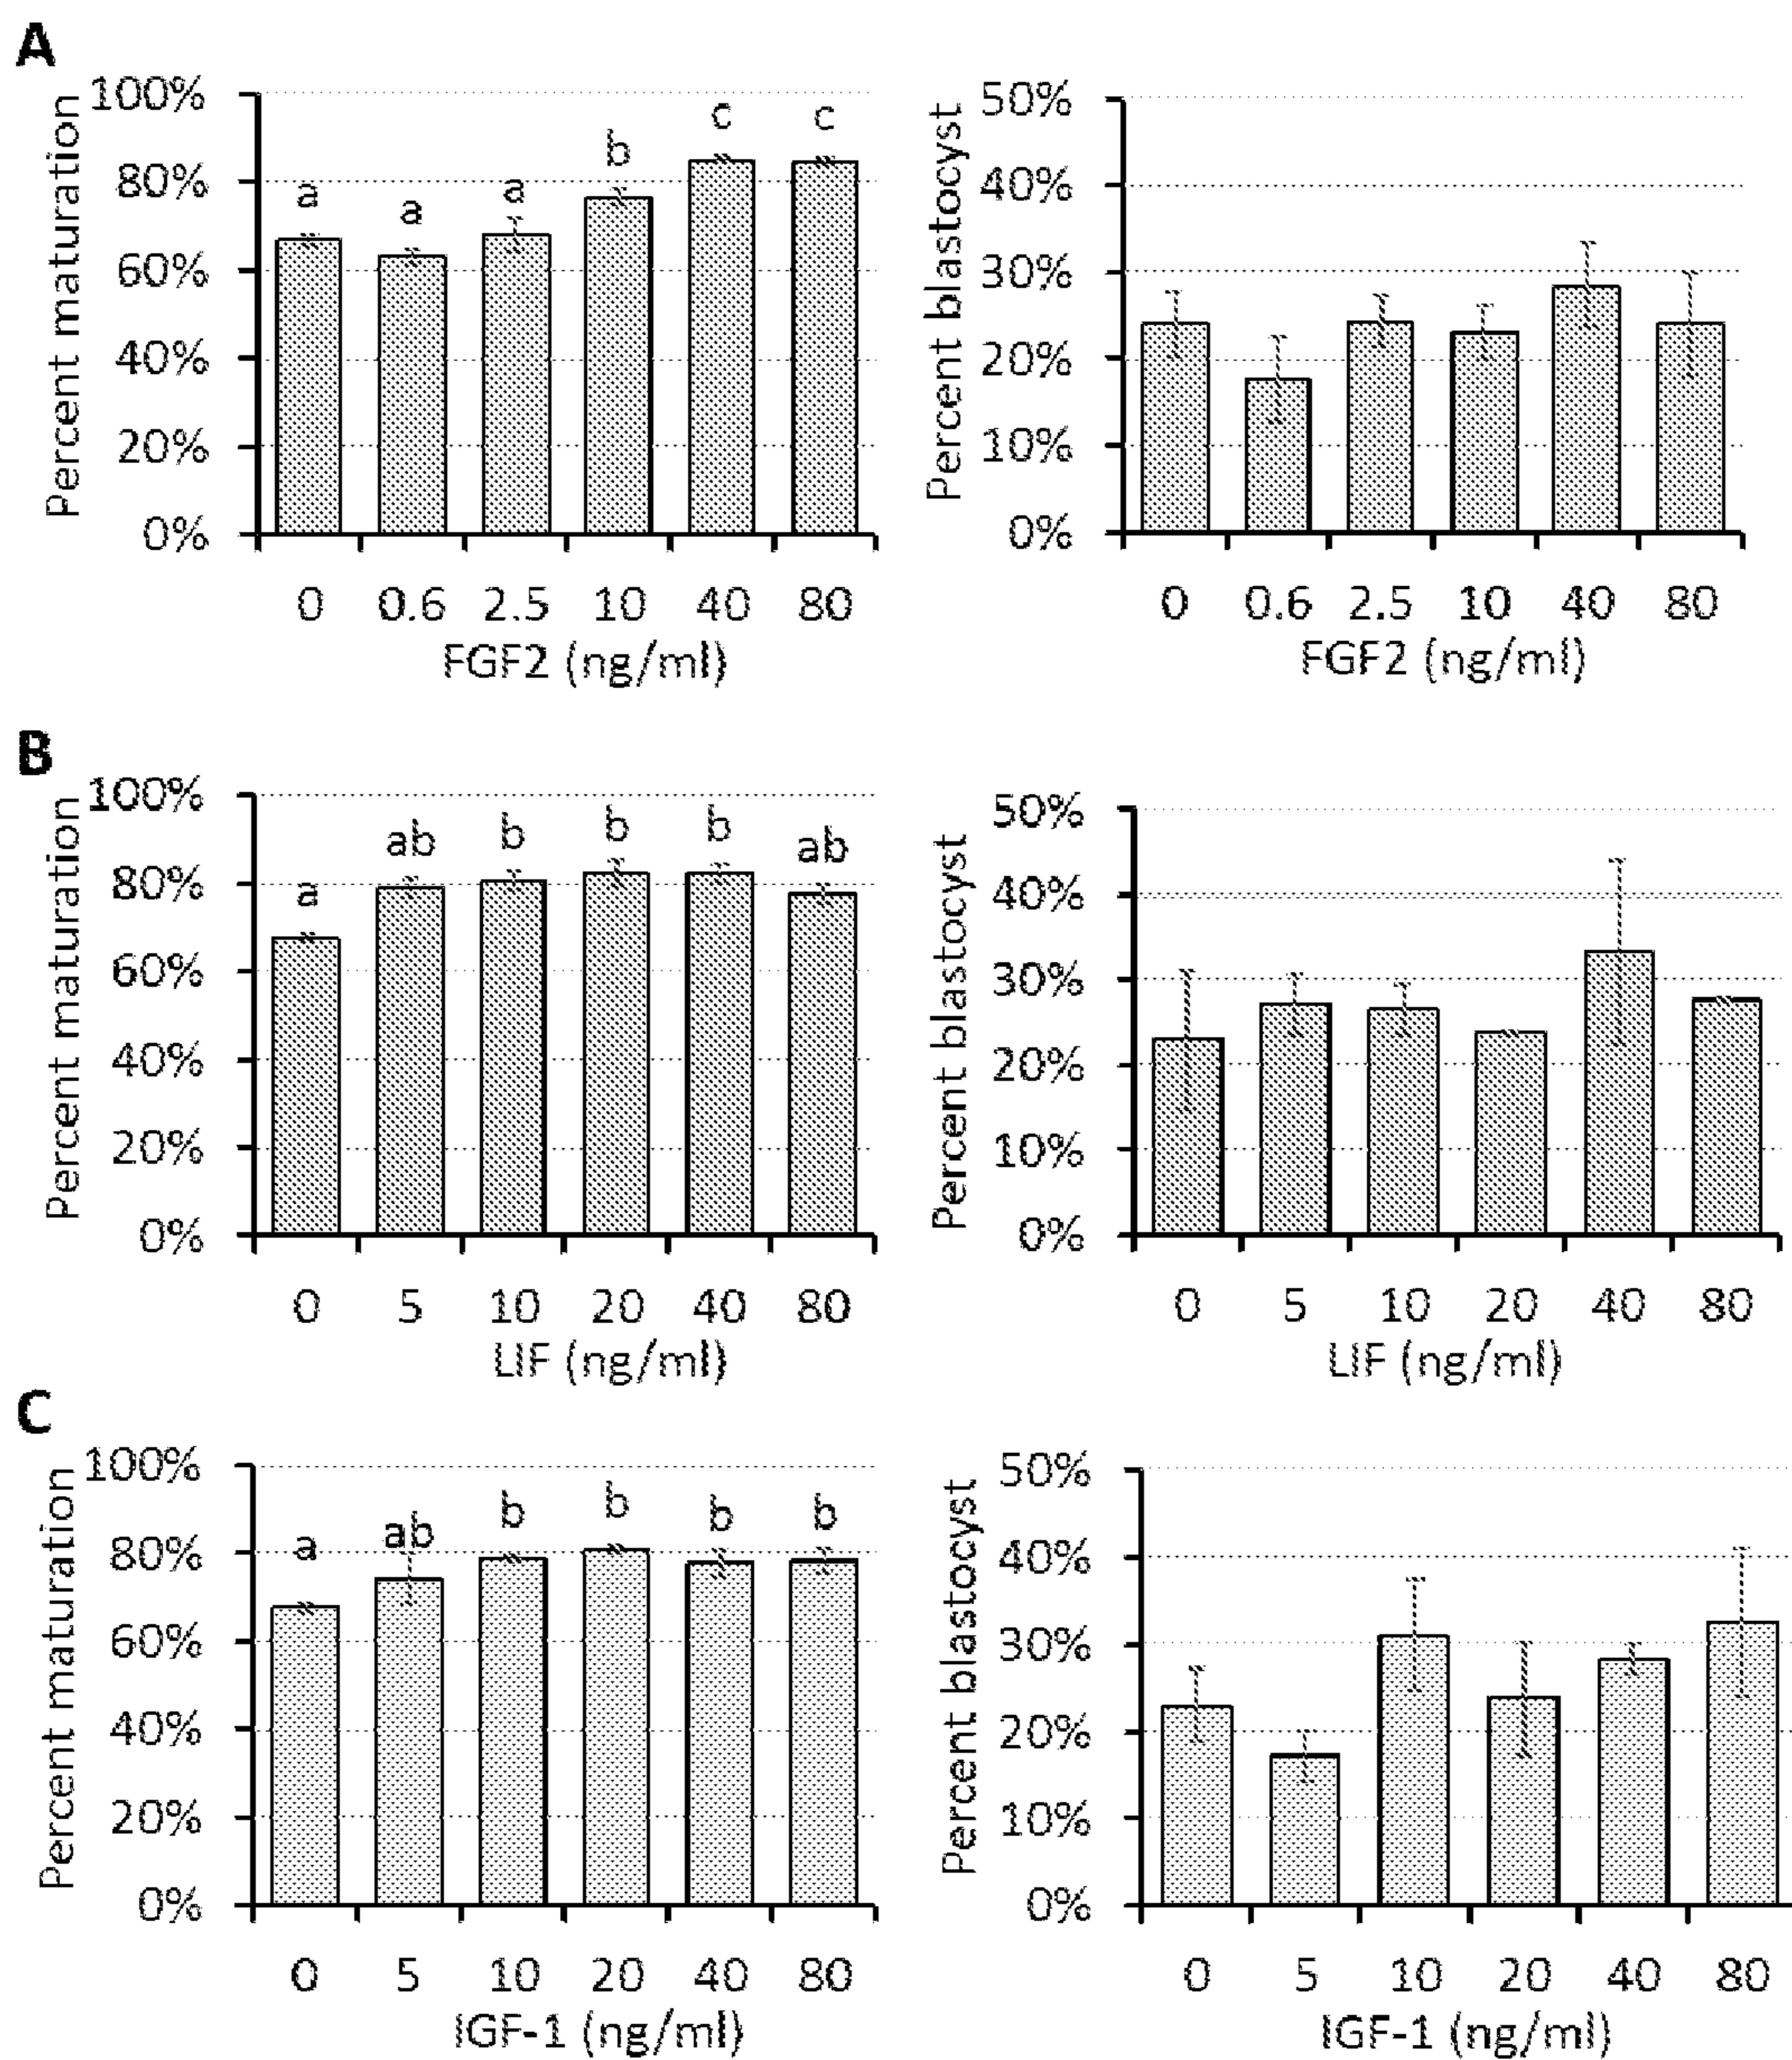 A
Percent maturation
100%
80%
60%
40%
20%
0%
a a a b c c
0 0.6 2.5 10 40 80
FGF2 (ng/ml)
Percent blastocyst
50%
40%
30%
20%
10%
0%
0 0.6 2.5 10 40 80
FGF2 (ng/ml)
B
Percent maturation
100%
80%
60%
40%
20%
0%
a ab b b b ab
0 5 10 20 40 80
LIF (ng/ml)
Percent blastocyst
50%
40%
30%
20%
10%
0%
0 5 10 20 40 80
LIF (ng/ml)
C
Percent maturation
100%
80%
60%
40%
20%
0%
a ab b b b b
0 5 10 20 40 80
IGF-1 (ng/ml)
Percent blastocyst
50%
40%
30%
20%
10%
0%
0 5 10 20 40 80
IGF-1 (ng/ml)